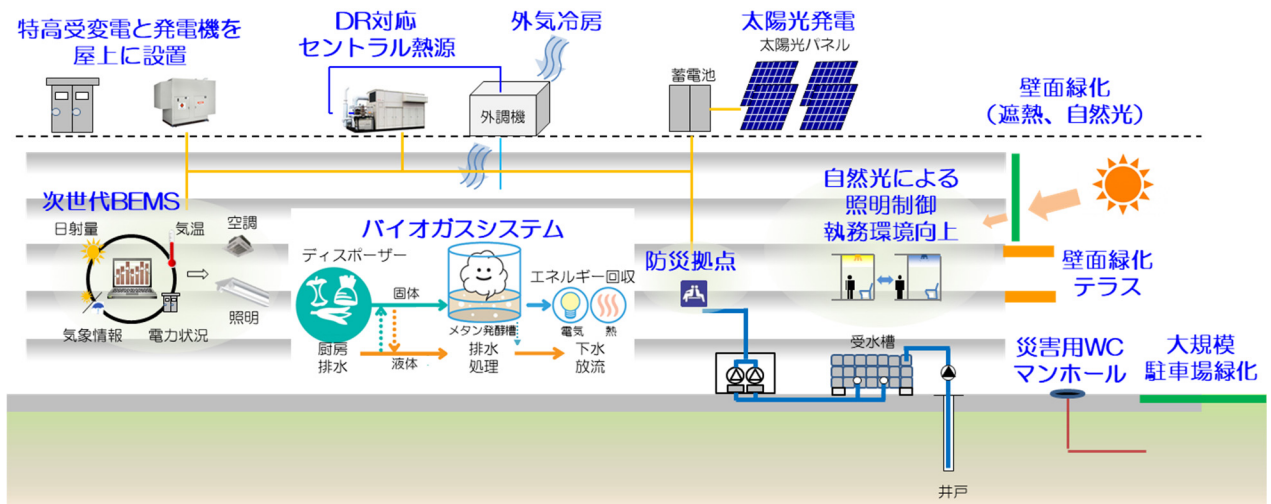 特高受変電と発電機を
屋上に設置
DR対応
セントラル熱源
外気冷房
外調機
太陽光発電
太陽光パネル
蓄電池
壁面緑化
（遮熱、自然光）
次世代BEMS
日射量
気温
空調
照明
気象情報
電力状況
バイオガスシステム
ディスポーザー
固体
液体
厨房
排水
メタン発酵槽
排水
処理
エネルギー回収
電気
熱
下水
放流
防災拠点
自然光による
照明制御
執務環境向上
壁面緑化
テラス
受水槽
井戸
災害用WC
マンホール
大規模
駐車場緑化